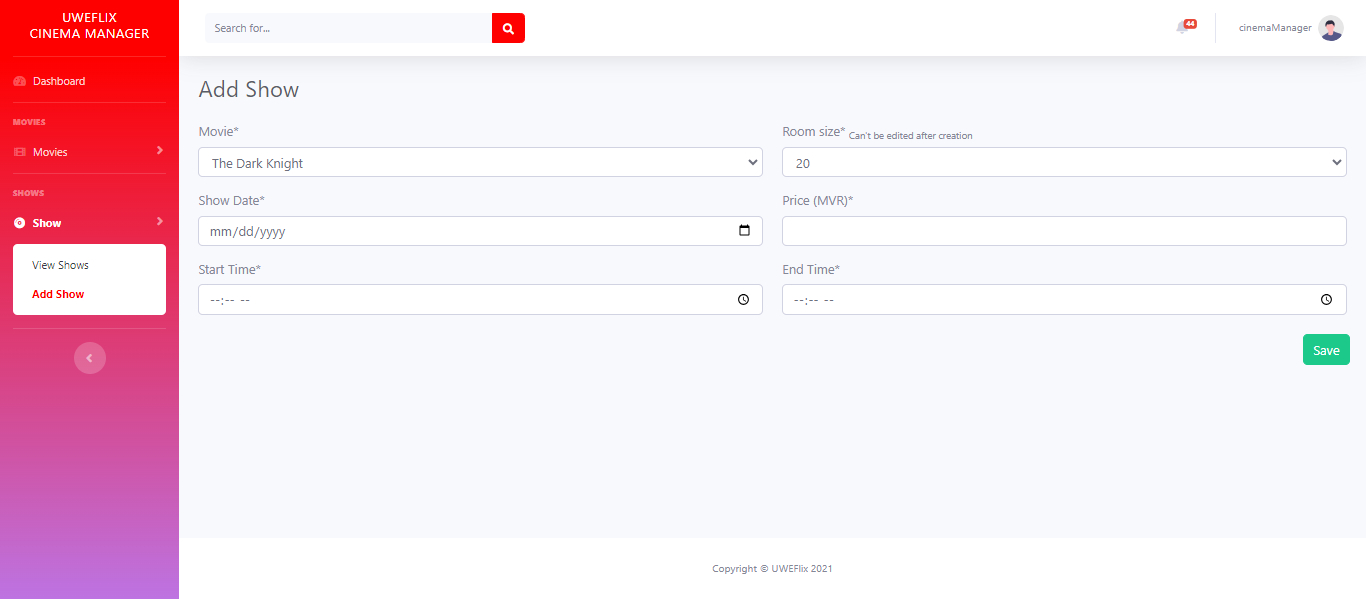 UWEFLIX
CINEMA MANAGER
Dashboard
MOVIES
Movies
SHOWS
Show
View Shows
Add Show
Search for...
44
cinemaManager
Add Show
Movie*
Room size* Can't be edited after creation
The Dark Knight
20
Show Date*
Price (MVR)*
mm/dd/yyyy
Start Time*
End Time*
--:-- --
--:-- --
Save
Copyright © UWEFlix 2021